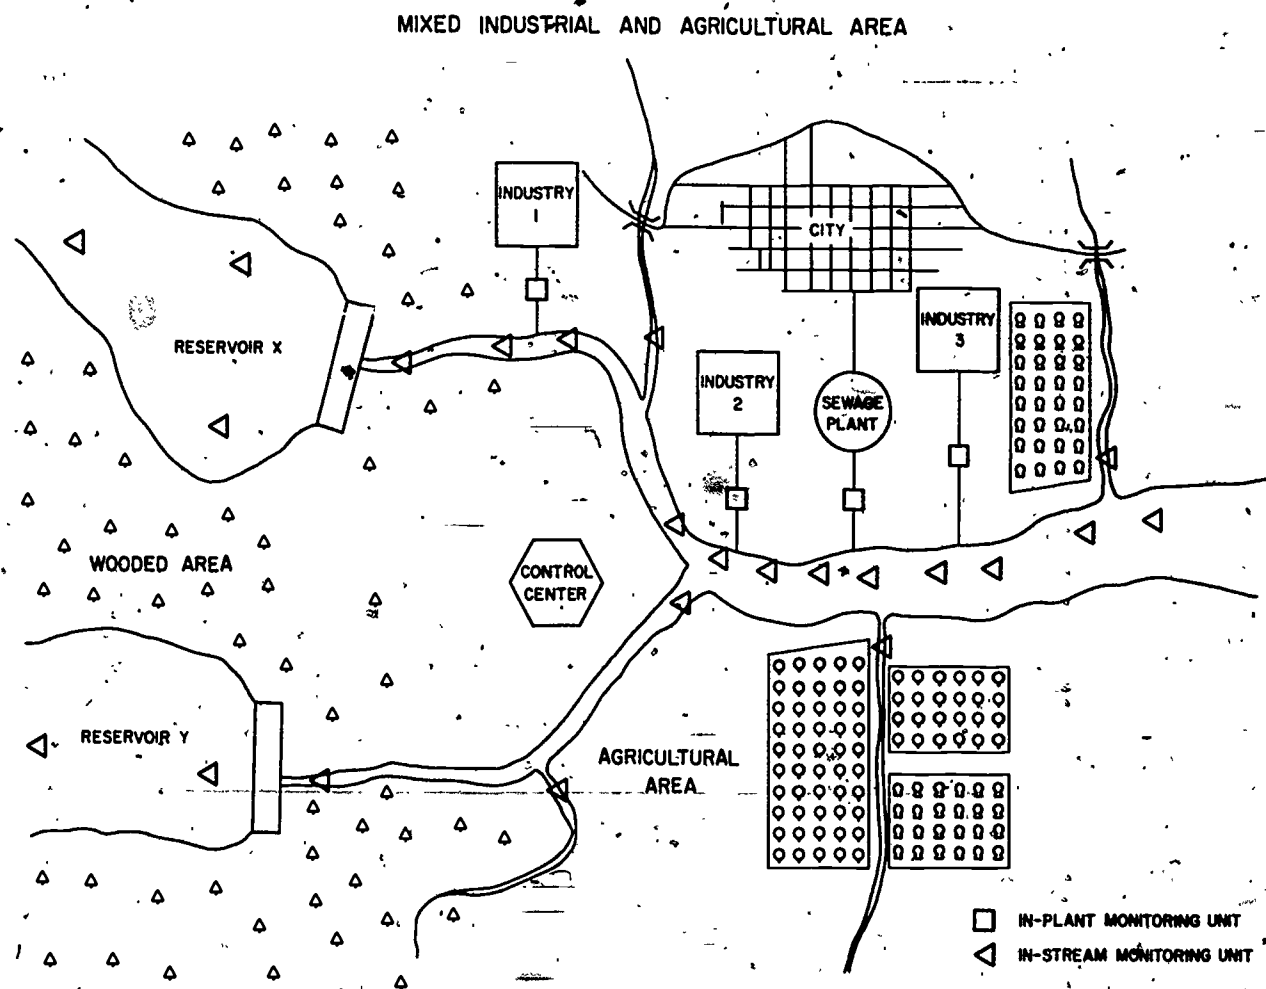 MIXED INDUSTRIAL AND AGRICULTURAL AREA
INDUSTRY
1
CITY
INDUSTRY
3
RESERVOIR X
INDUSTRY
2
SEWAGE
PLANT
WOODED AREA
CONTROL
CENTER
RESERVOIR Y
AGRICULTURAL
AREA
IN-PLANT MONITORING UNIT
IN-STREAM MONITORING UNIT